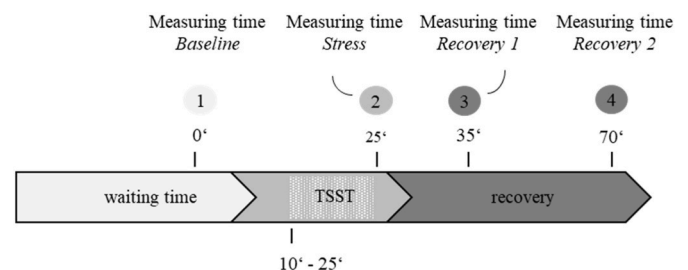 Measuring time
Baseline
Measuring time
Stress
Measuring time
Recovery 1
Measuring time
Recovery 2
1
2
3
4
0‘
25‘
35‘
70‘
waiting time
TSST
recovery
10‘ - 25‘